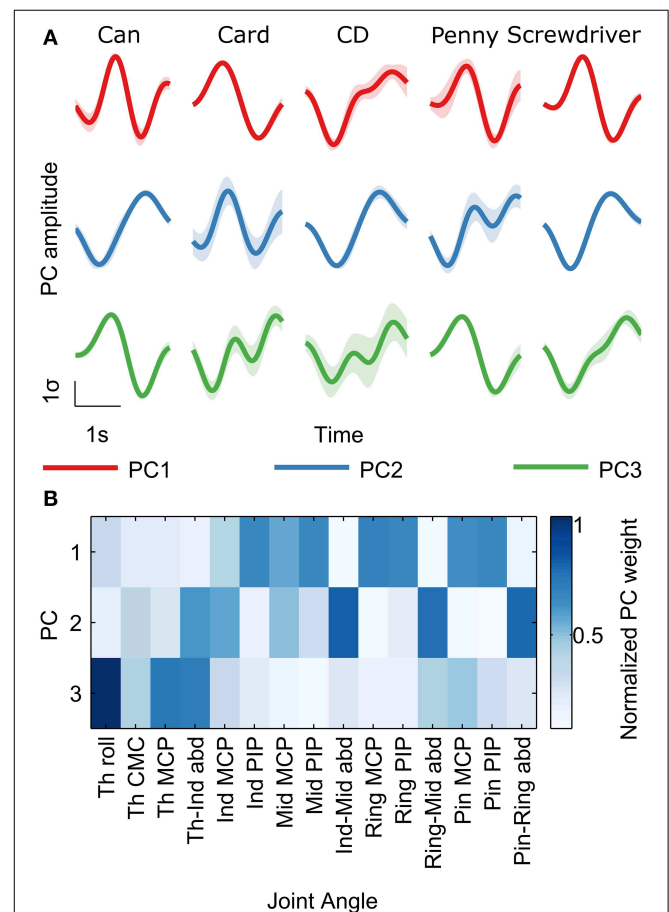 A
Can Card CD Penny Screwdriver
PC amplitude
1σ
1s Time
PC1 PC2 PC3
B
PC
1
2
3
1
0.5
Normalized PC weight
Th roll
Th CMC
Th MCP
Th-Ind abd
Ind MCP
Ind PIP
Mid MCP
Mid PIP
Ind-Mid abd
Ring MCP
Ring PIP
Ring-Mid abd
Pin MCP
Pin PIP
Pin-Ring abd
Joint Angle